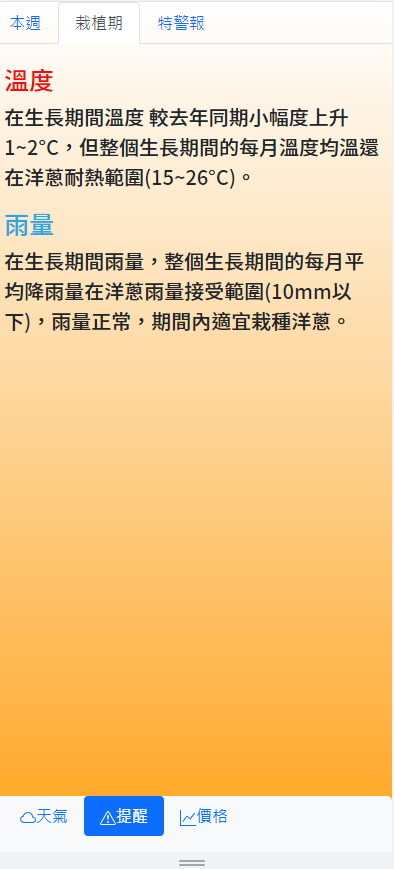 本週 栽植期 特警報
溫度
在生長期間溫度 較去年同期小幅度上升
1~2°C，但整個生長期間的每月溫度均溫還
在洋蔥耐熱範圍(15~26°C)。
雨量
在生長期間雨量，整個生長期間的每月平
均降雨量在洋蔥雨量接受範圍(10mm以
下)，雨量正常，期間內適宜栽種洋蔥。
天氣 提醒 價格